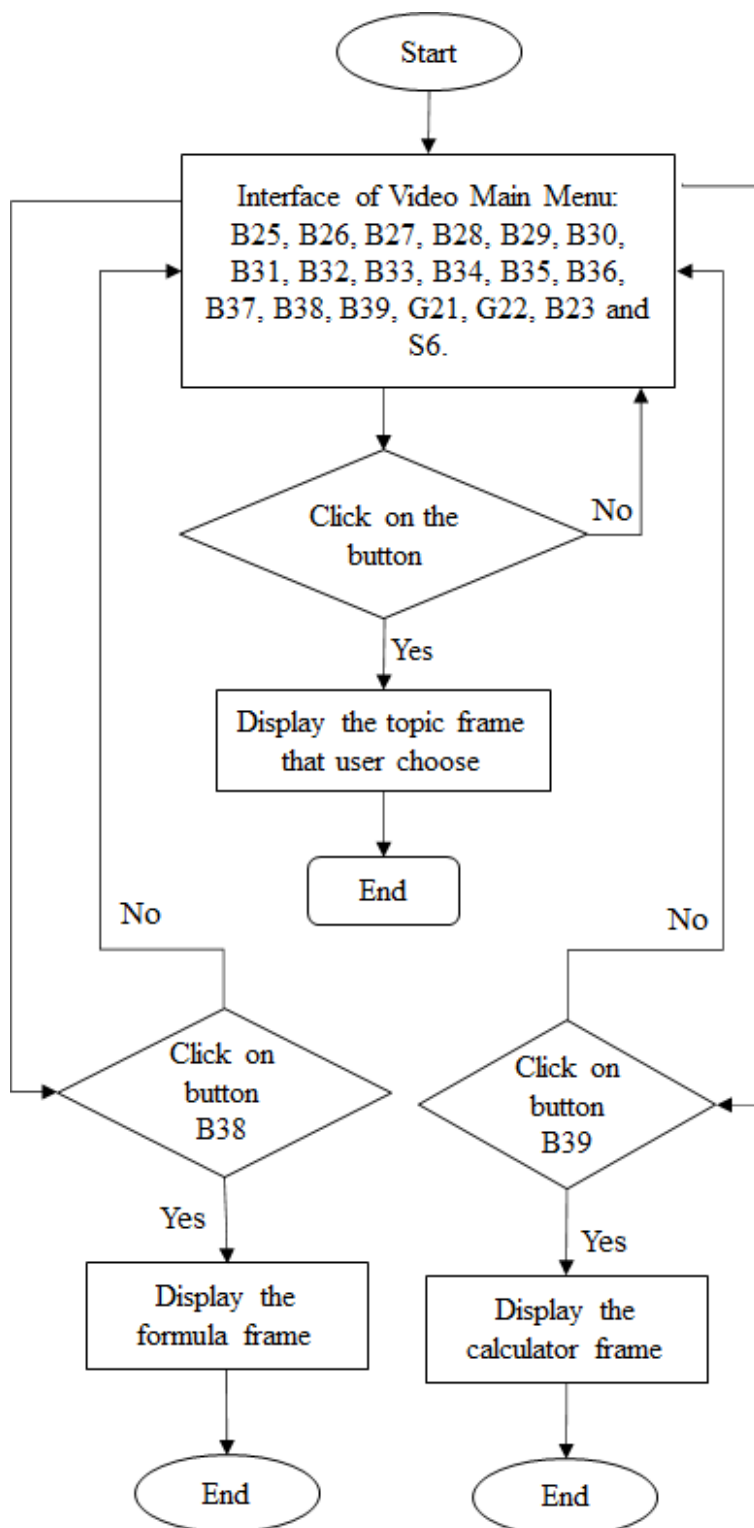 Start
Interface of Video Main Menu:
B25, B26, B27, B28, B29, B30,
B31, B32, B33, B34, B35, B36,
B37, B38, B39, G21, G22, B23 and
S6.
Click on the
button
No
Yes
Display the topic frame
that user choose
End
No
No
Click on
button
B38
Click on
button
B39
Yes
Yes
Display the
formula frame
Display the
calculator frame
End
End